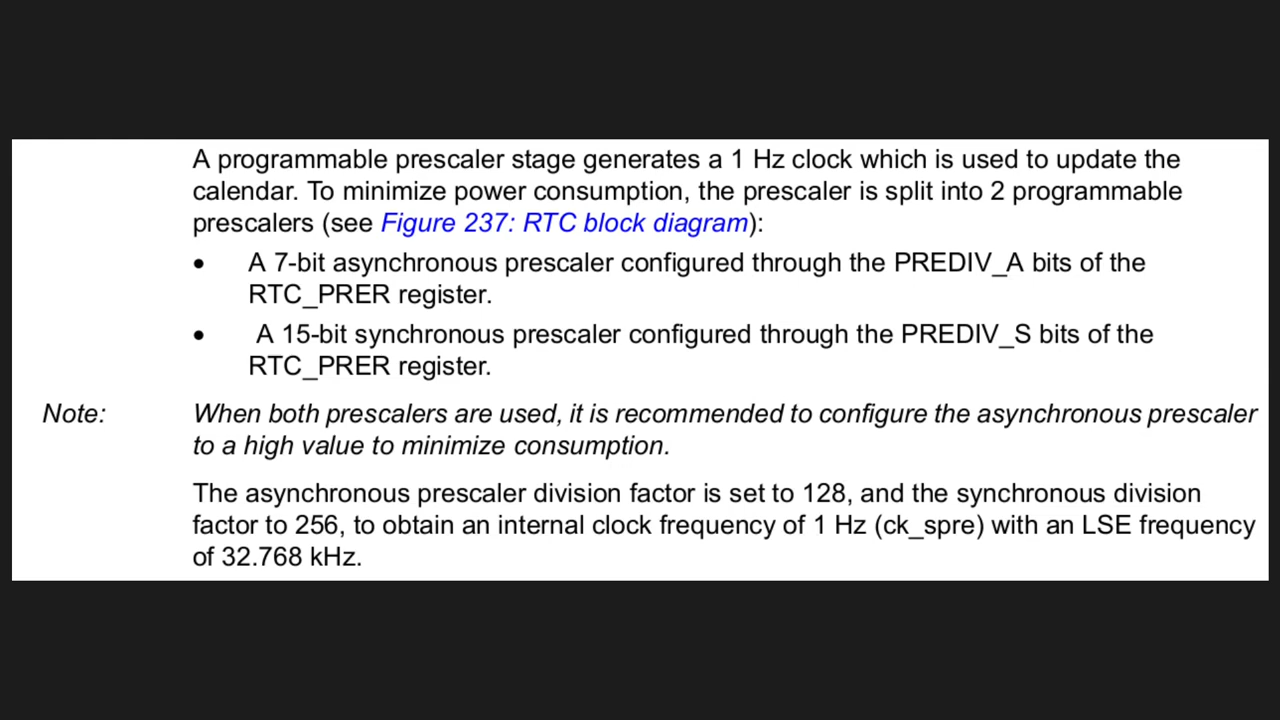 A programmable prescaler stage generates a 1 Hz clock which is used to update the
calendar. To minimize power consumption, the prescaler is split into 2 programmable
prescalers (see Figure 237: RTC block diagram):
• A 7-bit asynchronous prescaler configured through the PREDIV_A bits of the
RTC_PRER register.
• A 15-bit synchronous prescaler configured through the PREDIV_S bits of the
RTC_PRER register.
Note: When both prescalers are used, it is recommended to configure the asynchronous prescaler
to a high value to minimize consumption.
The asynchronous prescaler division factor is set to 128, and the synchronous division
factor to 256, to obtain an internal clock frequency of 1 Hz (ck_spre) with an LSE frequency
of 32.768 kHz.